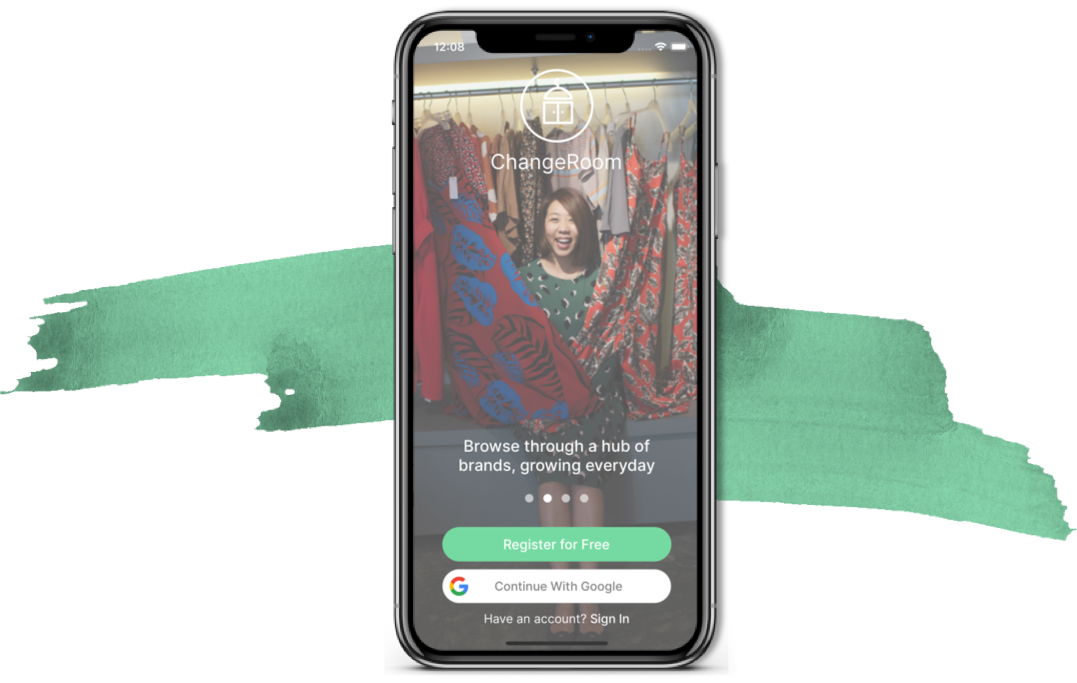 12:08
ChangeRoom
Browse through a hub of
brands, growing everyday
Register for Free
Continue With Google
Have an account? Sign In